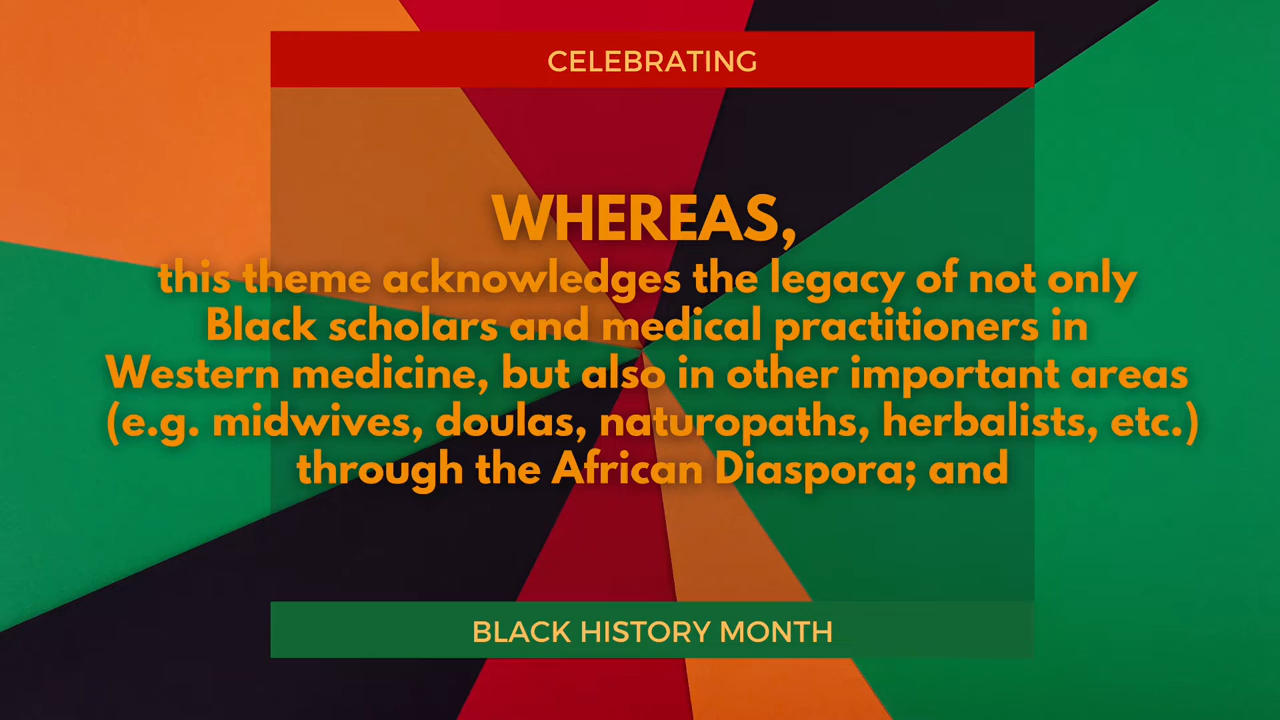 CELEBRATING
WHEREAS,
this theme acknowledges the legacy of not only
Black scholars and medical practitioners in
Western medicine, but also in other important areas
(e.g. midwives, doulas, naturopaths, herbalists, etc.)
through the African Diaspora; and
BLACK HISTORY MONTH